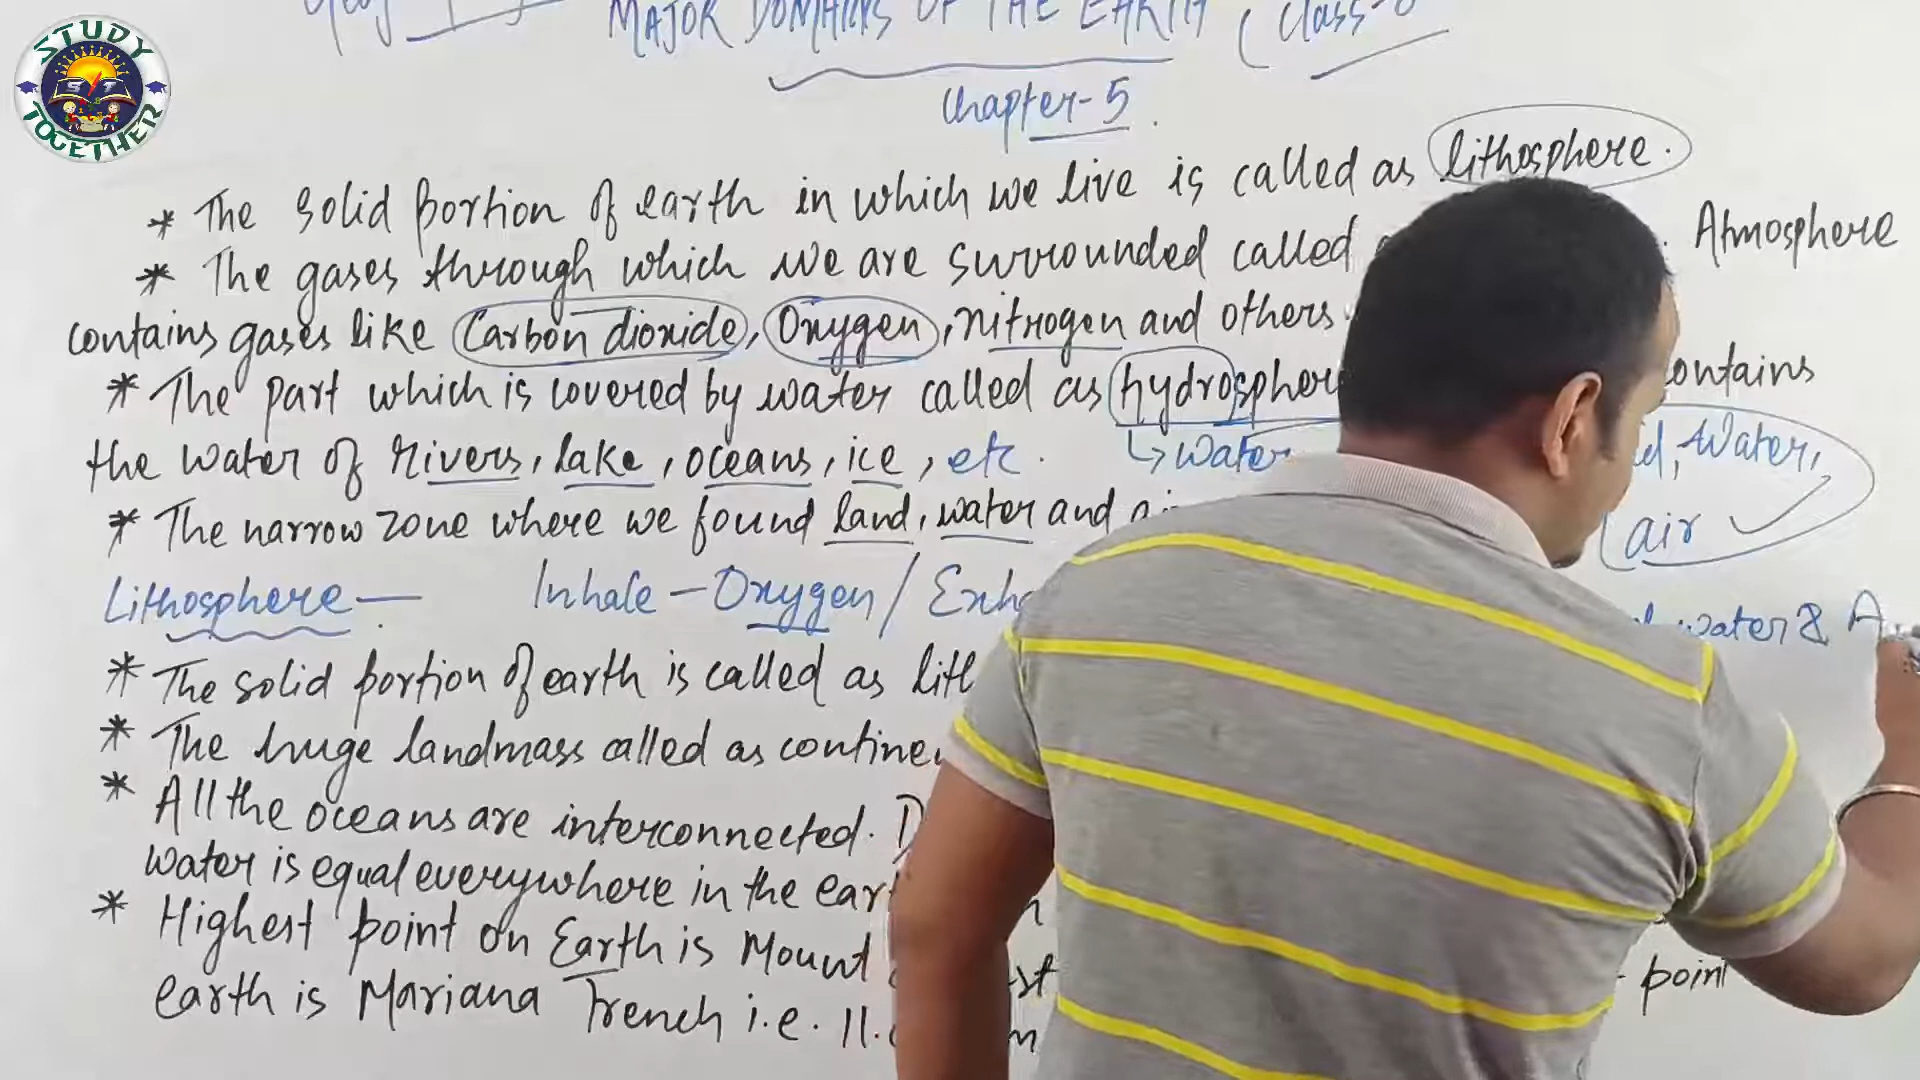 STUDY
S T
TOGETHER
MAJOR DOMAINS OF THE EARTH (Class-6
Chapter-5
* The solid portion of earth in which we live is called as lithosphere.
* The gases through which we are surrounded called Atmosphere
contains gases like Carbon dioxide, Oxygen, nitrogen and others
* The part which is covered by water called as hydrosphere contains
the water of rivers, lake, oceans, ice, etc. ↳ water Water,
* The narrow zone where we found land, water and air
Lithosphere — Inhale - Oxygen / water & A
* The solid portion of earth is called as
* The huge landmass called as
* All the oceans are interconnected.
water is equal everywhere in the
* Highest point on Earth is Mount point
earth is Mariana Trench i.e. 11.